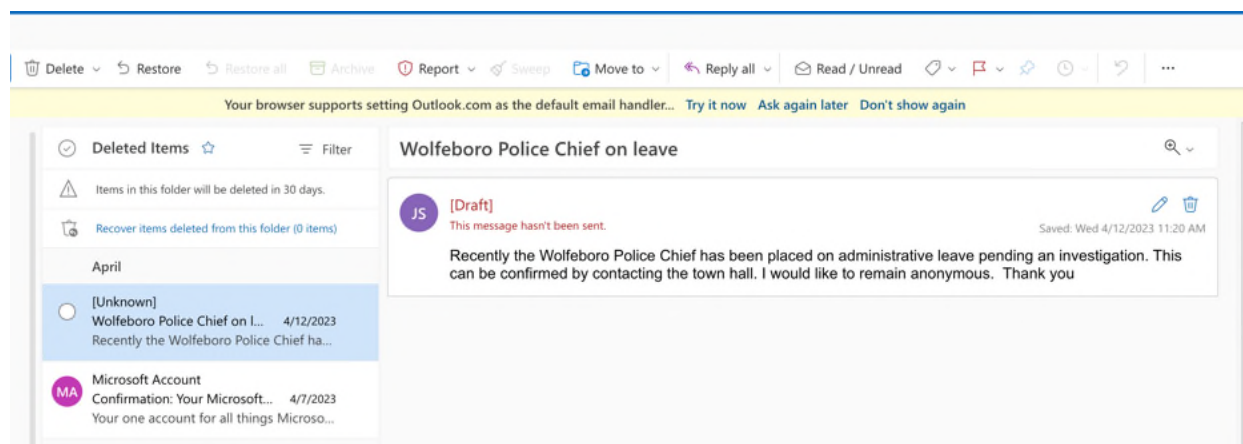 Delete Restore Restore all Archive Report Sweep Move to Reply all Read / Unread ...
Your browser supports setting Outlook.com as the default email handler... Try it now Ask again later Don't show again
Deleted Items Filter
Items in this folder will be deleted in 30 days.
Recover items deleted from this folder (0 items)
April
[Unknown]
Wolfeboro Police Chief on l... 4/12/2023
Recently the Wolfeboro Police Chief ha...
MA
Microsoft Account
Confirmation: Your Microsoft... 4/7/2023
Your one account for all things Microso...
Wolfeboro Police Chief on leave
JS
[Draft]
This message hasn't been sent.
Saved: Wed 4/12/2023 11:20 AM
Recently the Wolfeboro Police Chief has been placed on administrative leave pending an investigation. This
can be confirmed by contacting the town hall. I would like to remain anonymous. Thank you